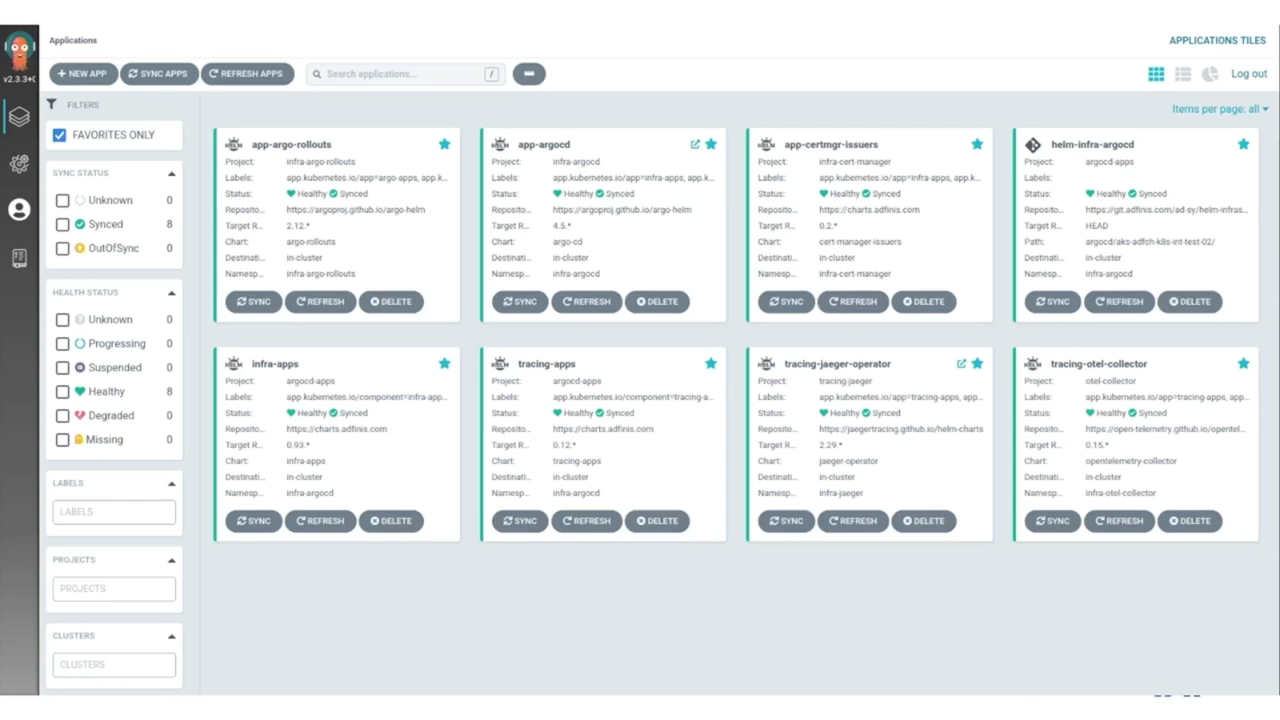 Applications
APPLICATIONS TILES
v2.3.3+
NEW APP
SYNC APPS
REFRESH APPS
Search applications...
/
Log out
FILTERS
Items per page: all
FAVORITES ONLY
SYNC STATUS
Unknown 0
Synced 8
OutOfSync 0
HEALTH STATUS
Unknown 0
Progressing 0
Suspended 0
Healthy 8
Degraded 0
Missing 0
LABELS
LABELS
PROJECTS
PROJECTS
CLUSTERS
CLUSTERS
HELM app-argo-rollouts
Project: infra-argo-rollouts
Labels: app.kubernetes.io/app=argo-apps, app.k...
Status: Healthy Synced
Reposito... https://argoproj.github.io/argo-helm
Target R... 2.12.*
Chart: argo-rollouts
Destinati... in-cluster
Namesp... infra-argo-rollouts
SYNC REFRESH DELETE
HELM app-argocd
Project: infra-argocd
Labels: app.kubernetes.io/app=infra-apps, app.k...
Status: Healthy Synced
Reposito... https://argoproj.github.io/argo-helm
Target R... 4.5.*
Chart: argo-cd
Destinati... in-cluster
Namesp... infra-argocd
SYNC REFRESH DELETE
HELM app-certmgr-issuers
Project: infra-cert-manager
Labels: app.kubernetes.io/app=infra-apps, app.k...
Status: Healthy Synced
Reposito... https://charts.adfinis.com
Target R... 0.2.*
Chart: cert-manager-issuers
Destinati... in-cluster
Namesp... infra-cert-manager
SYNC REFRESH DELETE
helm-infra-argocd
Project: argocd-apps
Labels:
Status: Healthy Synced
Reposito... https://git.adfinis.com/ad-sy/helm-infras...
Target R... HEAD
Path: argocd/aks-adfch-k8s-int-test-02/
Destinati... in-cluster
Namesp... infra-argocd
SYNC REFRESH DELETE
HELM infra-apps
Project: argocd-apps
Labels: app.kubernetes.io/component=infra-app...
Status: Healthy Synced
Reposito... https://charts.adfinis.com
Target R... 0.93.*
Chart: infra-apps
Destinati... in-cluster
Namesp... infra-argocd
SYNC REFRESH DELETE
HELM tracing-apps
Project: argocd-apps
Labels: app.kubernetes.io/component=tracing-a...
Status: Healthy Synced
Reposito... https://charts.adfinis.com
Target R... 0.12.*
Chart: tracing-apps
Destinati... in-cluster
Namesp... infra-argocd
SYNC REFRESH DELETE
HELM tracing-jaeger-operator
Project: tracing-jaeger
Labels: app.kubernetes.io/app=tracing-apps, app...
Status: Healthy Synced
Reposito... https://jaegertracing.github.io/helm-charts
Target R... 2.29.*
Chart: jaeger-operator
Destinati... in-cluster
Namesp... infra-jaeger
SYNC REFRESH DELETE
HELM tracing-otel-collector
Project: otel-collector
Labels: app.kubernetes.io/app=tracing-apps, app...
Status: Healthy Synced
Reposito... https://open-telemetry.github.io/opentel...
Target R... 0.15.*
Chart: opentelemetry-collector
Destinati... in-cluster
Namesp... infra-otel-collector
SYNC REFRESH DELETE